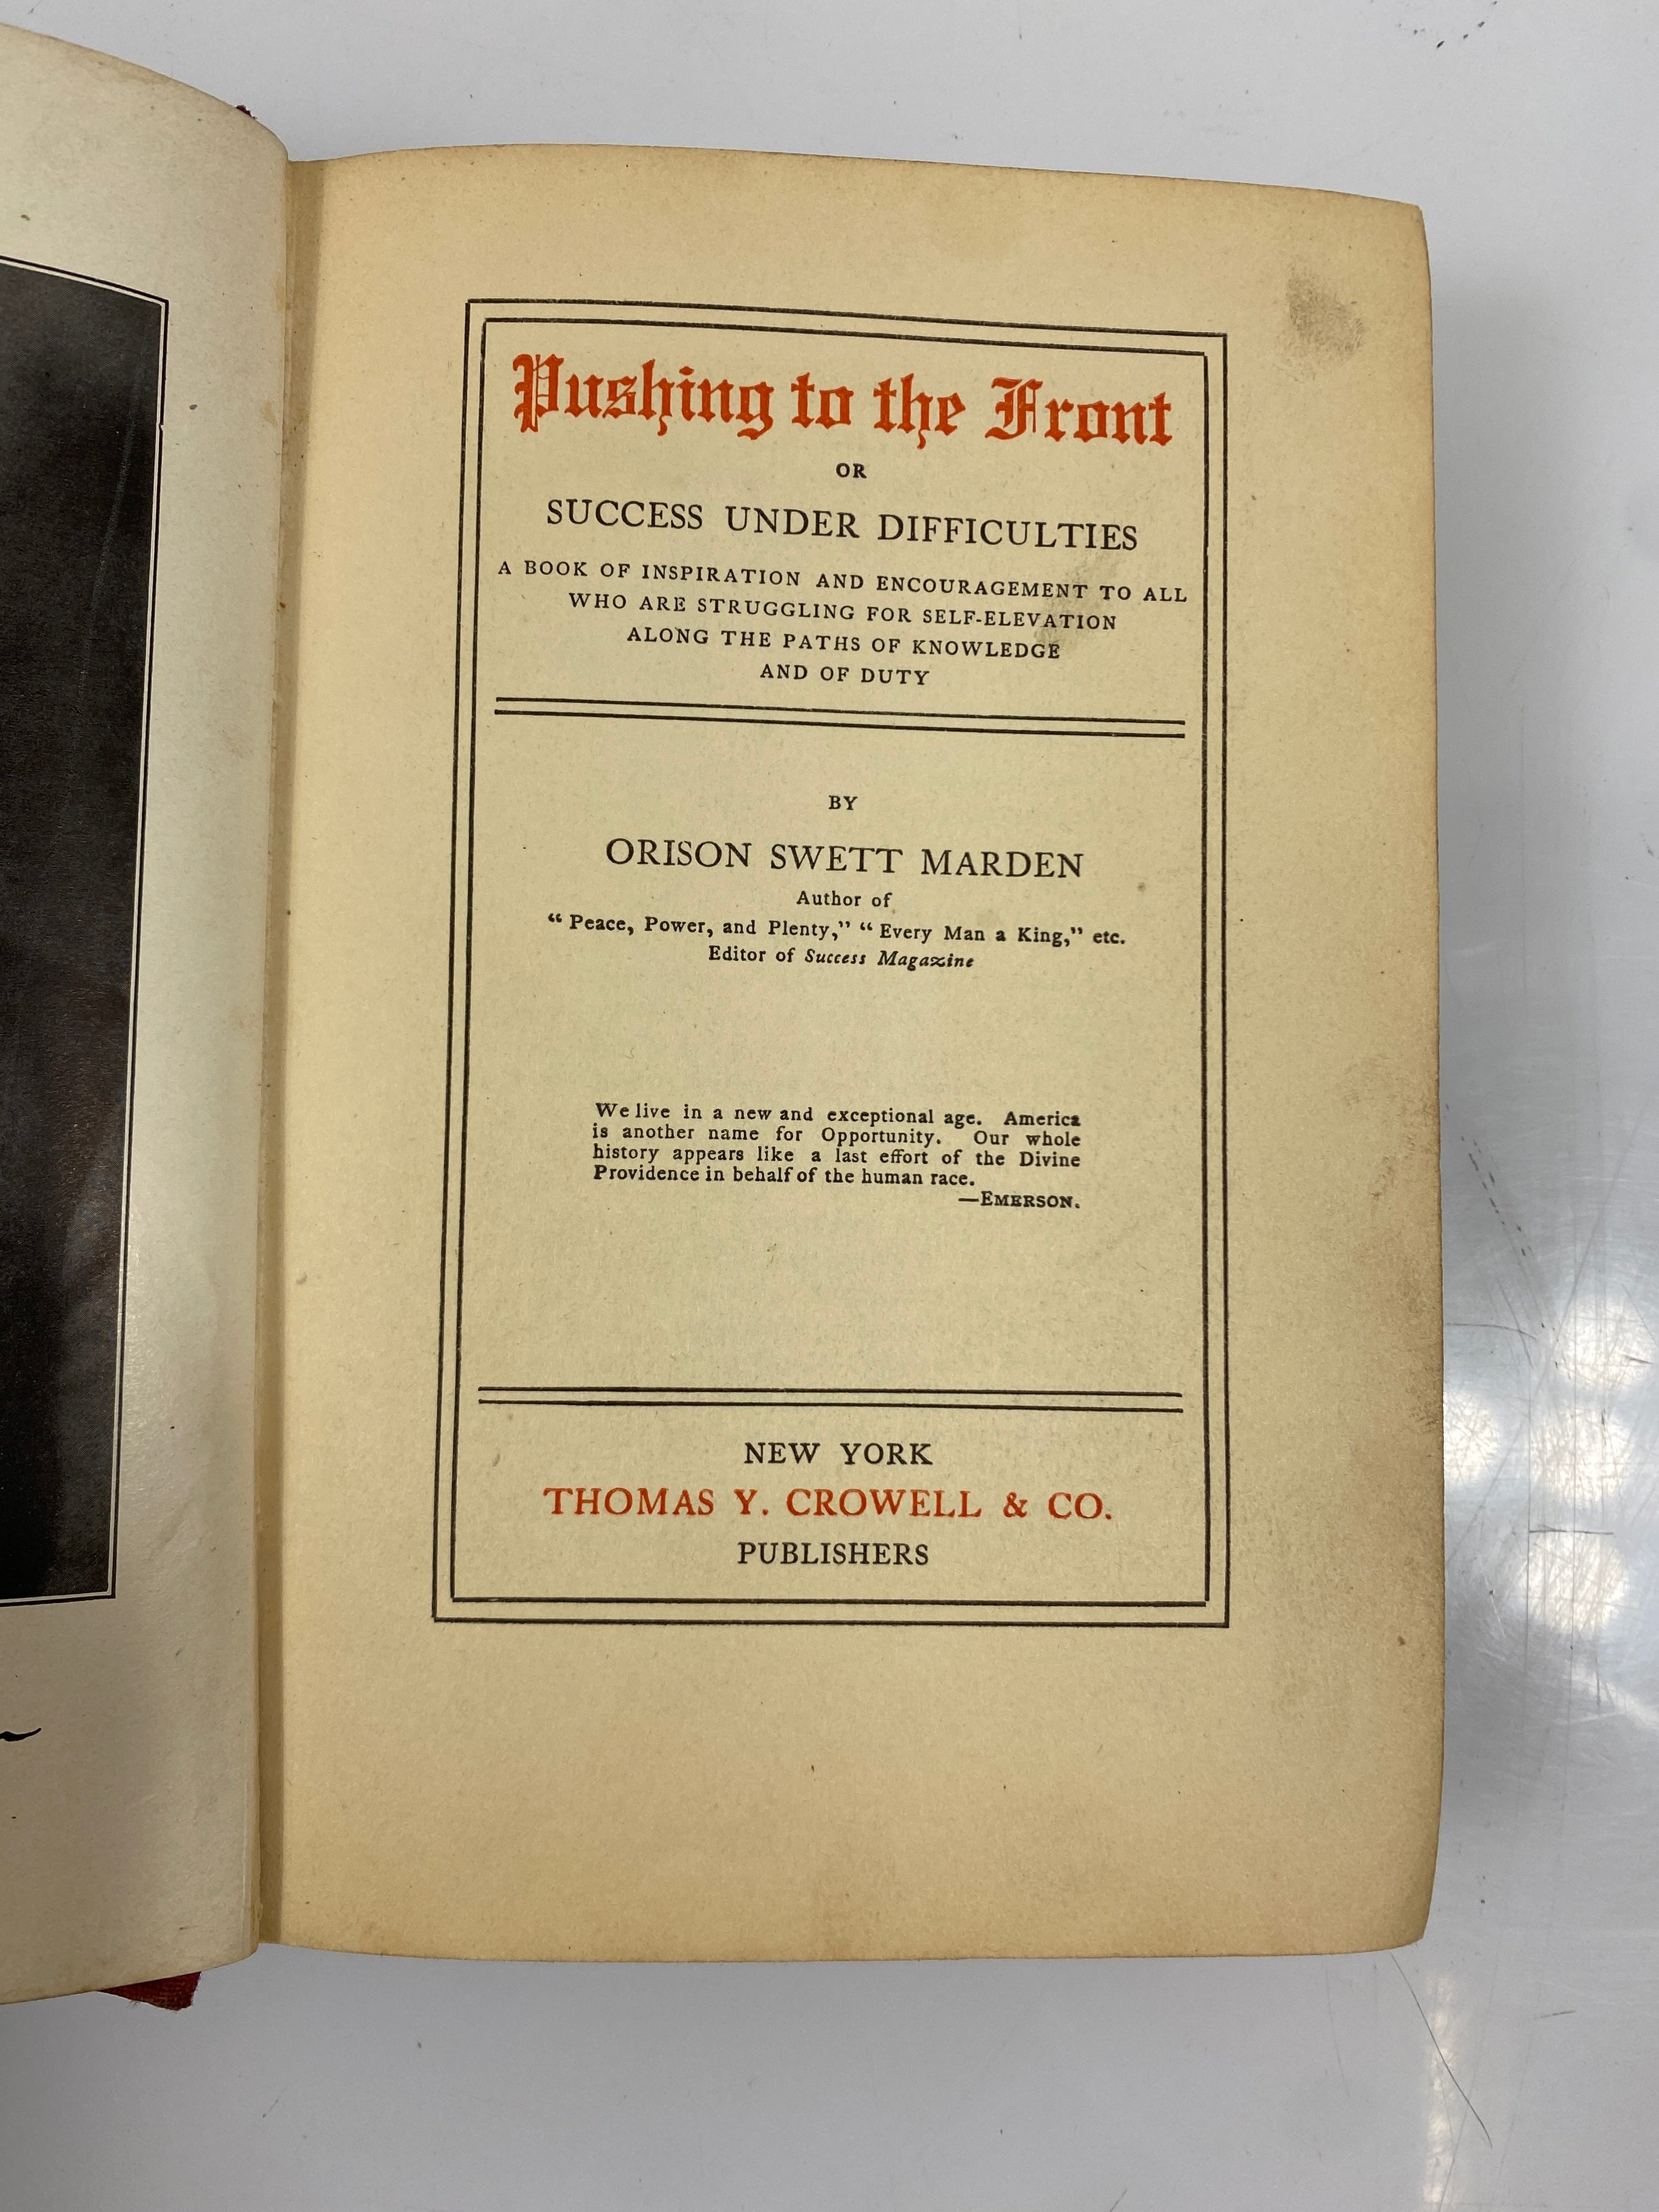 Pushing to the Front
OR
SUCCESS UNDER DIFFICULTIES
A BOOK OF INSPIRATION AND ENCOURAGEMENT TO ALL
WHO ARE STRUGGLING FOR SELF-ELEVATION
ALONG THE PATHS OF KNOWLEDGE
AND OF DUTY
BY
ORISON SWETT MARDEN
Author of
“Peace, Power, and Plenty,” “Every Man a King,” etc.
Editor of Success Magazine
We live in a new and exceptional age. America
is another name for Opportunity. Our whole
history appears like a last effort of the Divine
Providence in behalf of the human race.
—EMERSON.
NEW YORK
THOMAS Y. CROWELL & CO.
PUBLISHERS